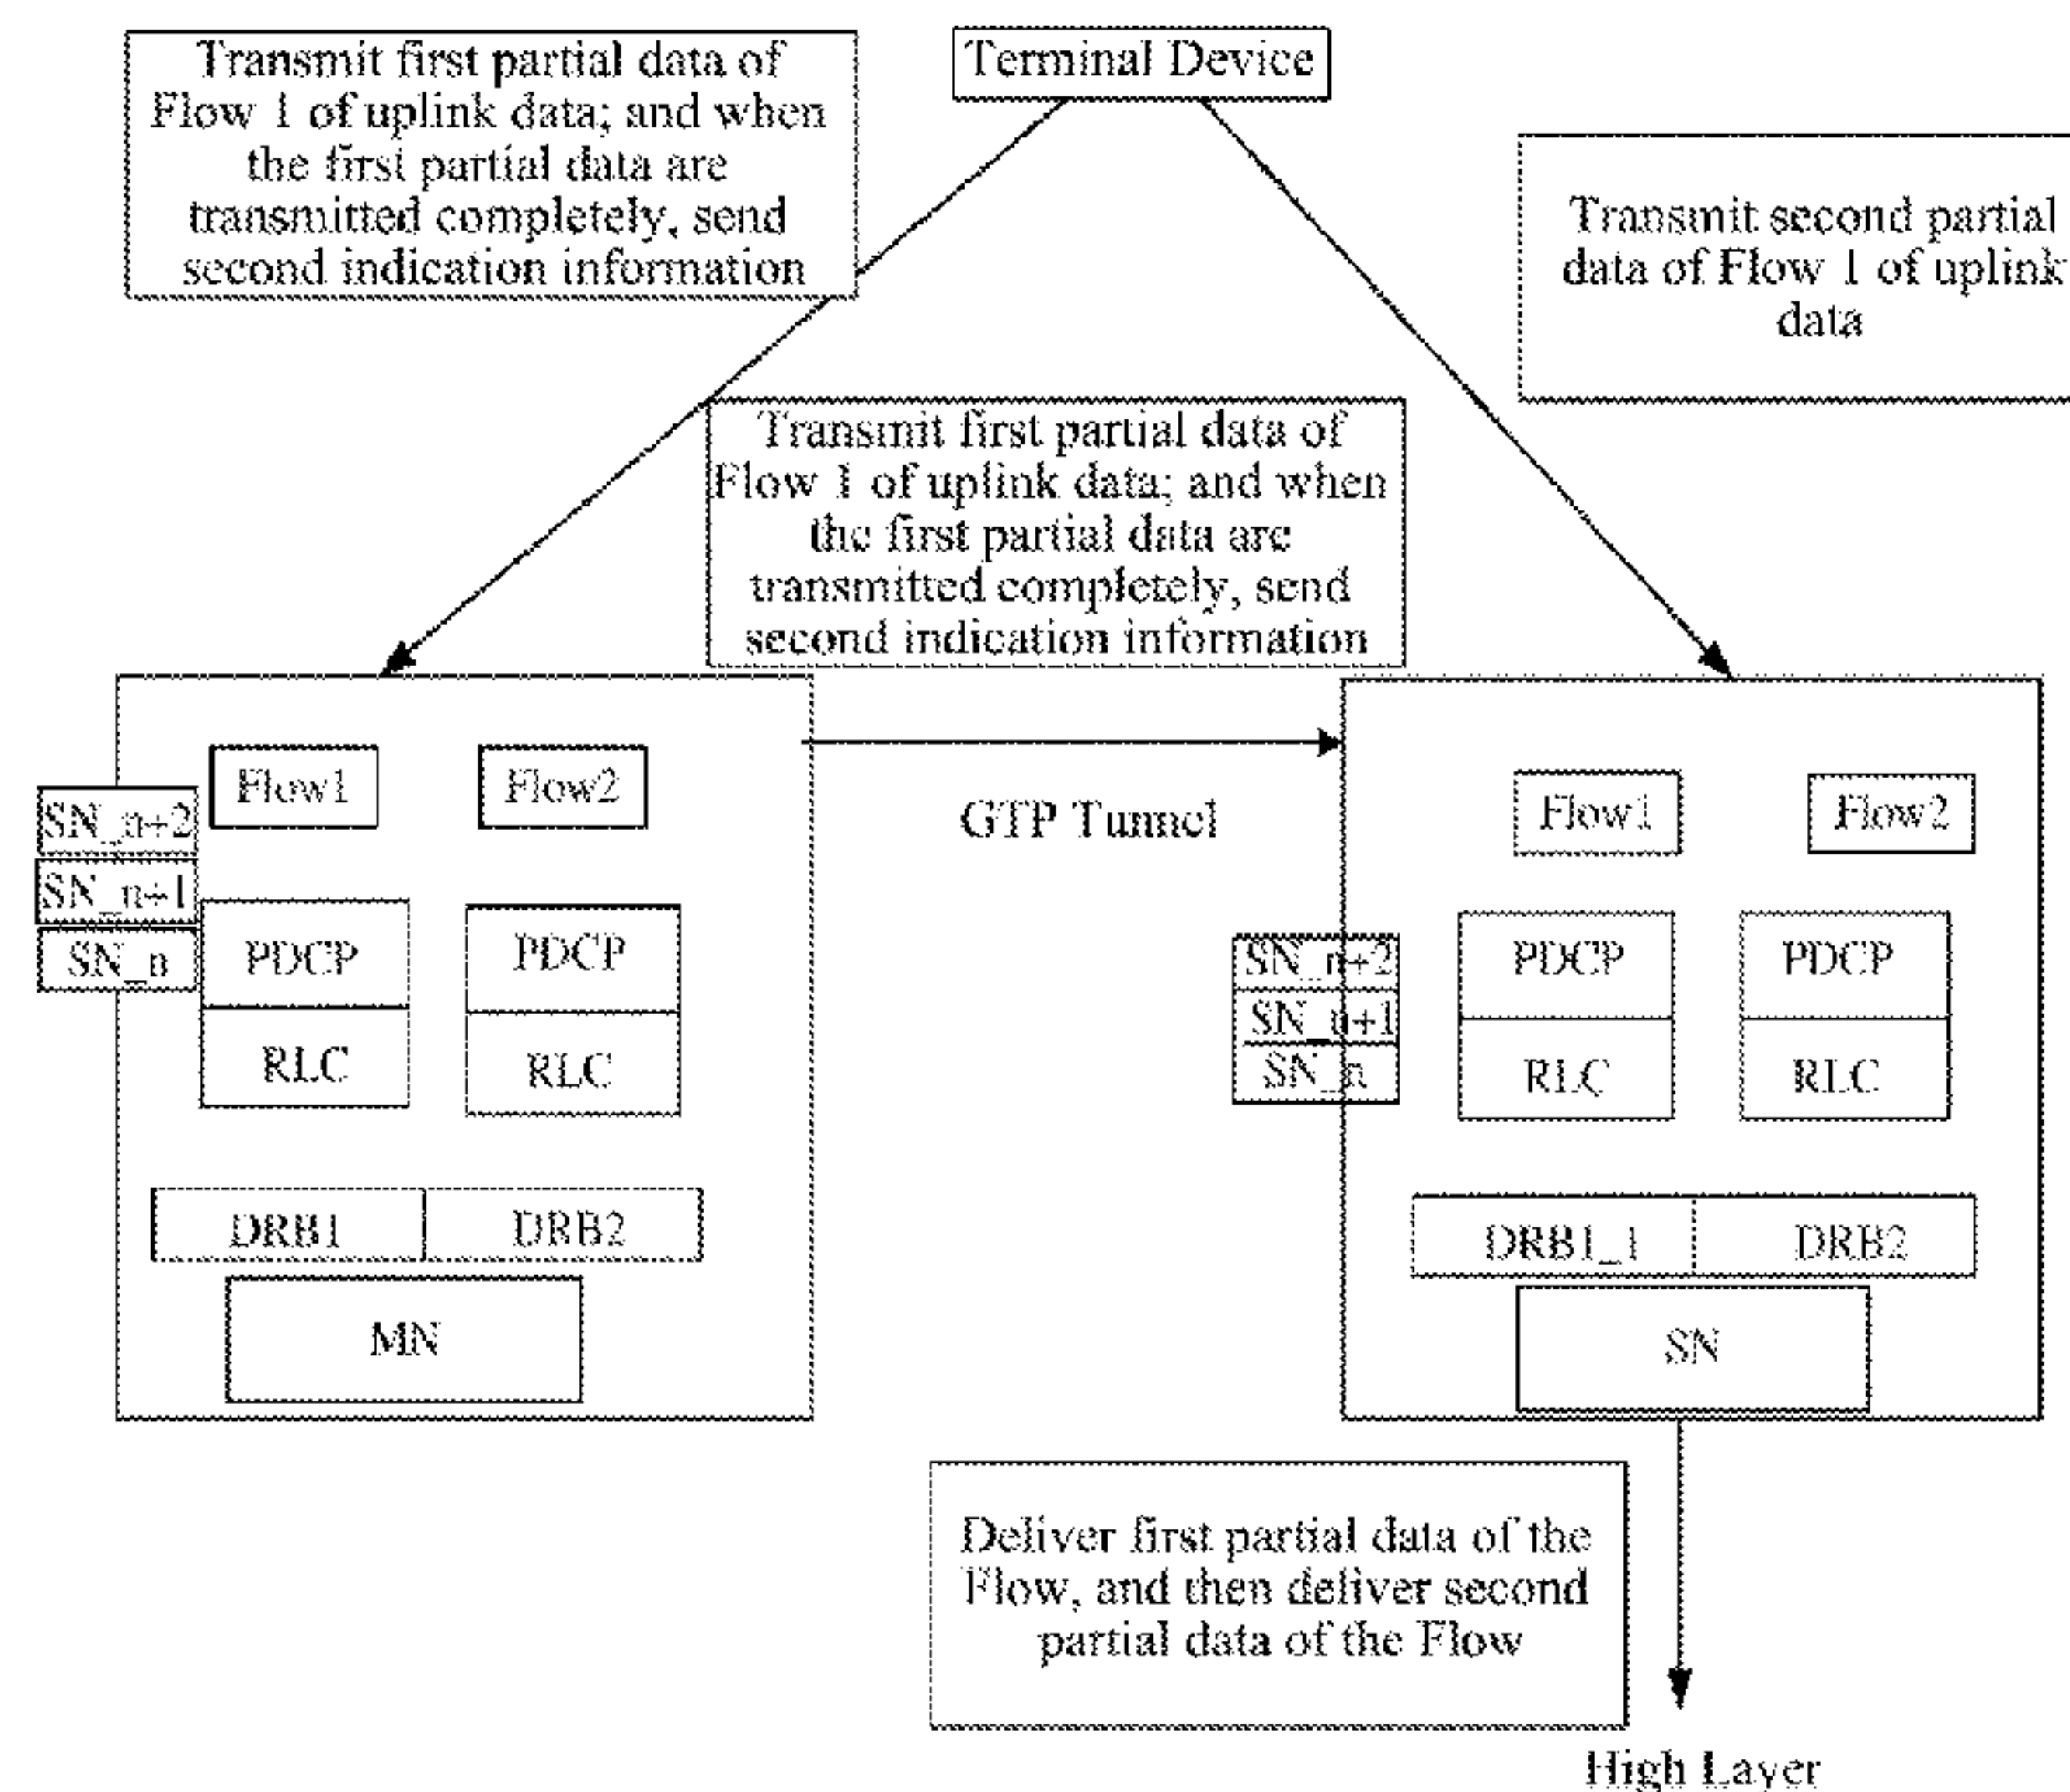 Transmit first partial data of
Flow 1 of uplink data; and when
the first partial data are
transmitted completely, send
second indication information
Terminal Device
Transmit second partial
data of Flow 1 of uplink
data
Transmit first partial data of
Flow 1 of uplink data; and when
the first partial data are
transmitted completely, send
second indication information
Flow1
Flow2
SN_n+2
SN_n+1
SN_n
PDCP
PDCP
RLC
RLC
DRB1
DRB2
MN
GTP Tunnel
Flow1
Flow2
SN_n+2
SN_n+1
SN_n
PDCP
PDCP
RLC
RLC
DRB1_1
DRB2
SN
Deliver first partial data of the
Flow, and then deliver second
partial data of the Flow
High Layer